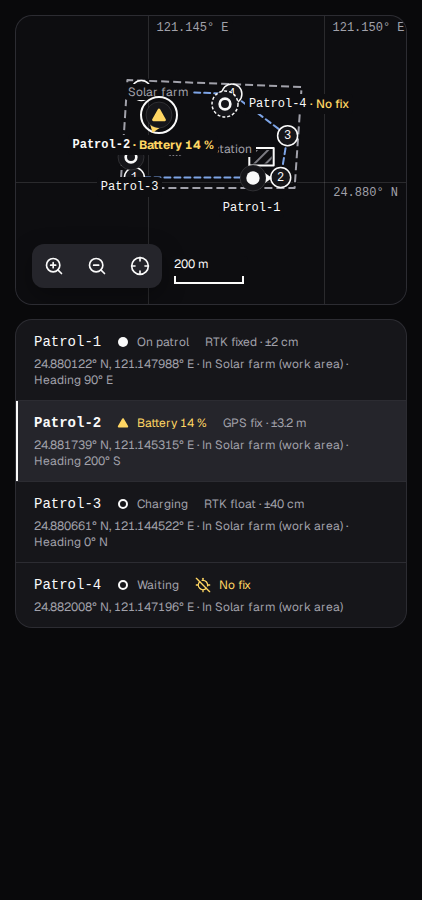 121.145° E
121.150° E
Solar farm
4
Patrol-4 · No fix
3
Patrol-2 · Battery 14 %
Patrol-3
2
24.880° N
Patrol-1
200 m
Patrol-1 On patrol RTK fixed · ±2 cm
24.880122° N, 121.147988° E · In Solar farm (work area) ·
Heading 90° E
Patrol-2 Battery 14 % GPS fix · ±3.2 m
24.881739° N, 121.145315° E · In Solar farm (work area) ·
Heading 200° S
Patrol-3 Charging RTK float · ±40 cm
24.880661° N, 121.144522° E · In Solar farm (work area) ·
Heading 0° N
Patrol-4 Waiting No fix
24.882008° N, 121.147196° E · In Solar farm (work area)